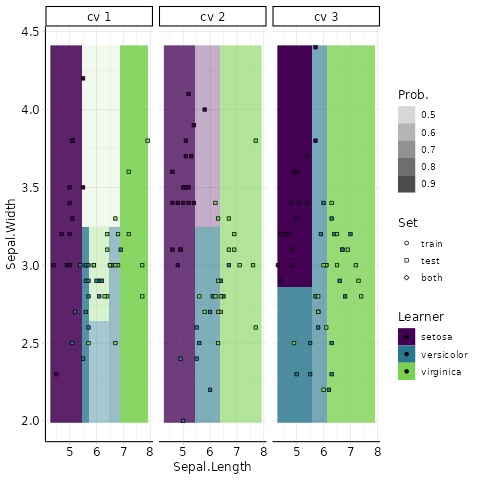 cv 1 cv 2 cv 3
4.5
4.0
3.5
3.0
2.5
2.0
Sepal.Width
5 6 7 8 5 6 7 8 5 6 7 8
Sepal.Length
Prob.
0.5
0.6
0.7
0.8
0.9
Set
train
test
both
Learner
setosa
versicolor
virginica